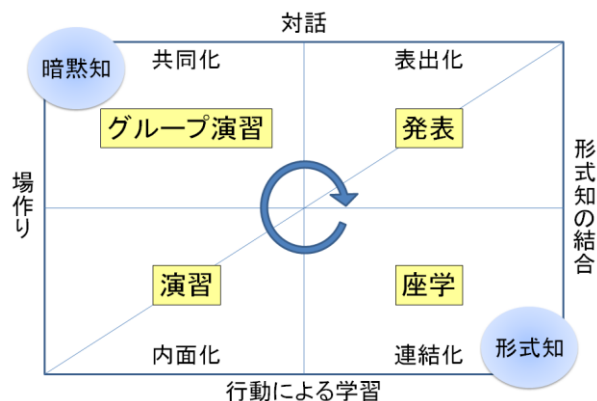 対話
暗黙知
共同化
表出化
グループ演習
発表
場作り
形式知の結合
演習
座学
内面化
連結化
形式知
行動による学習